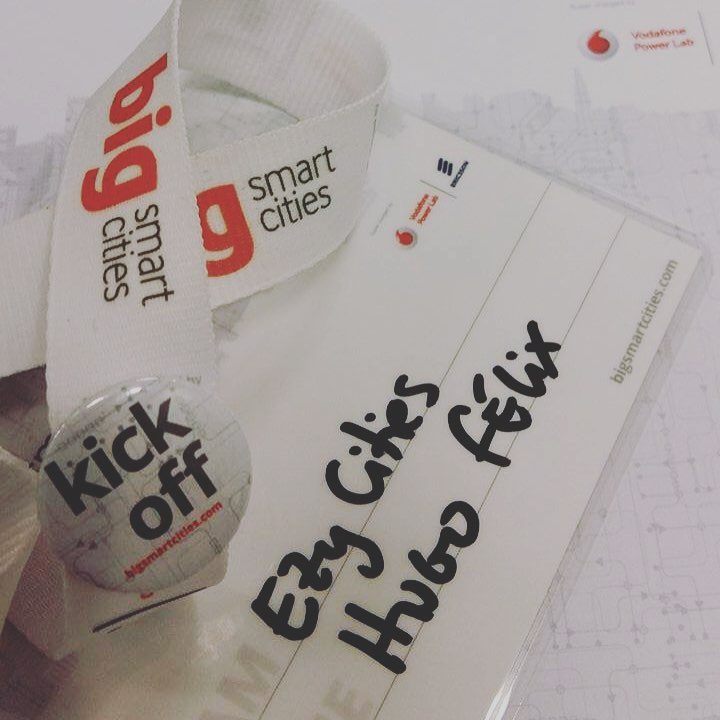 Vodafone
Power Lab
big
smart
cities
g
smart
cities
ERICSSON
Vodafone
Power Lab
bigsmartcities.com
Ezy Cities
Hugo Félix
kick
off
bigsmartcities.com